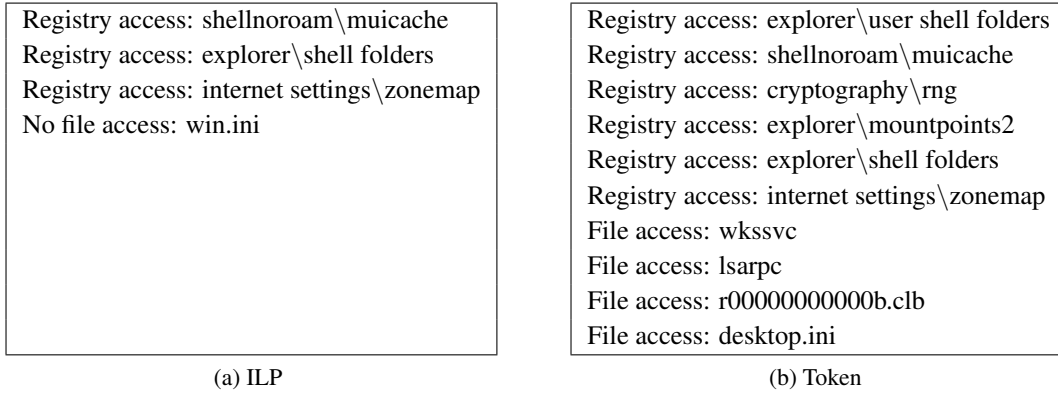 Registry access: shellnoroam\muicache
Registry access: explorer\shell folders
Registry access: internet settings\zonemap
No file access: win.ini
(a) ILP
Registry access: explorer\user shell folders
Registry access: shellnoroam\muicache
Registry access: cryptography\rng
Registry access: explorer\mountpoints2
Registry access: explorer\shell folders
Registry access: internet settings\zonemap
File access: wkssvc
File access: lsarpc
File access: r00000000000b.clb
File access: desktop.ini
(b) Token